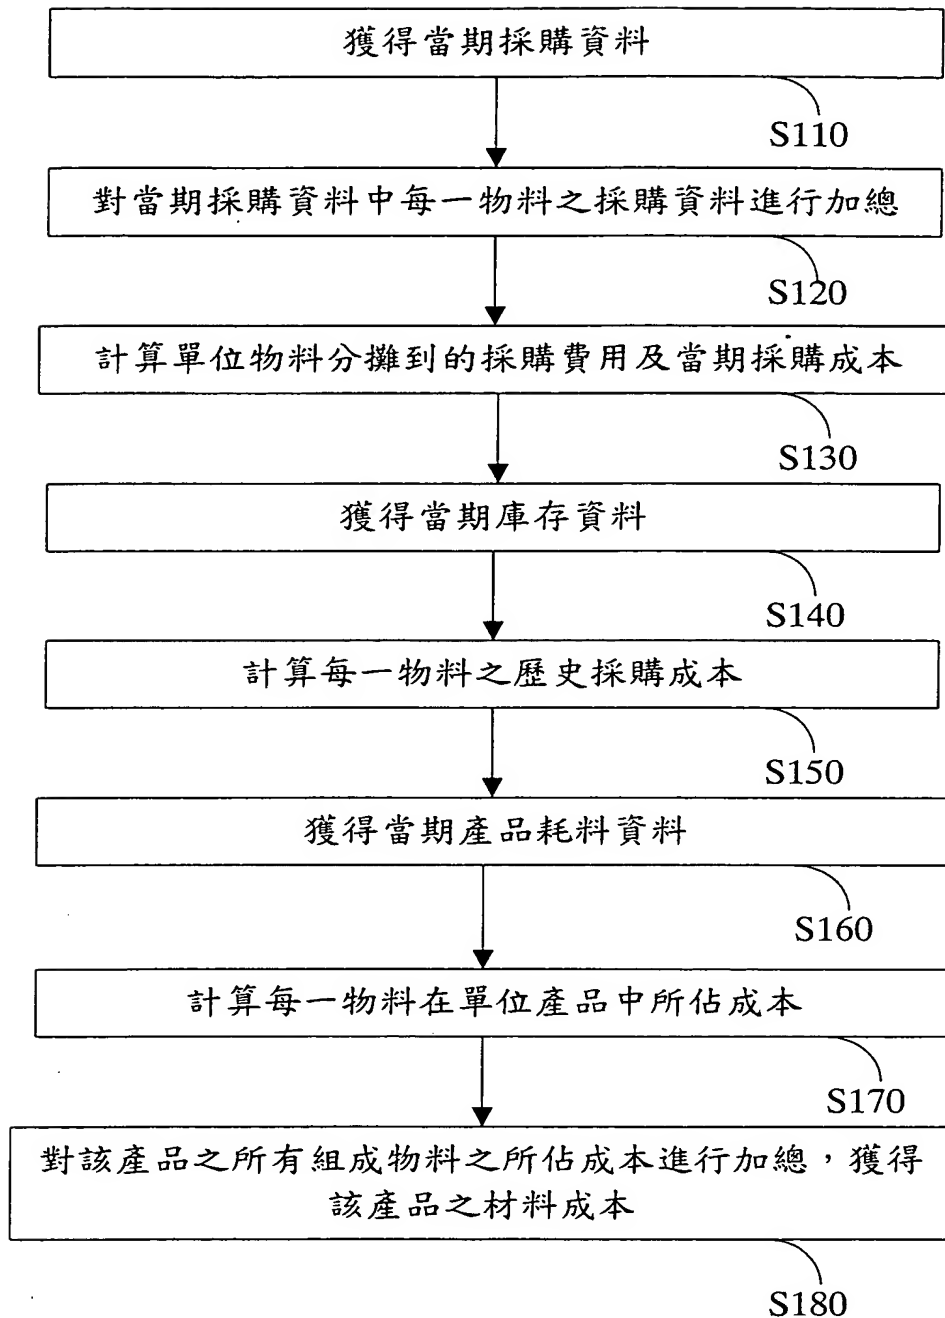 獲得當期採購資料
S110
對當期採購資料中每一物料之採購資料進行加總
S120
計算單位物料分攤到的採購費用及當期採購成本
S130
獲得當期庫存資料
S140
計算每一物料之歷史採購成本
S150
獲得當期產品耗料資料
S160
計算每一物料在單位產品中所佔成本
S170
對該產品之所有組成物料之所佔成本進行加總，獲得
該產品之材料成本
S180